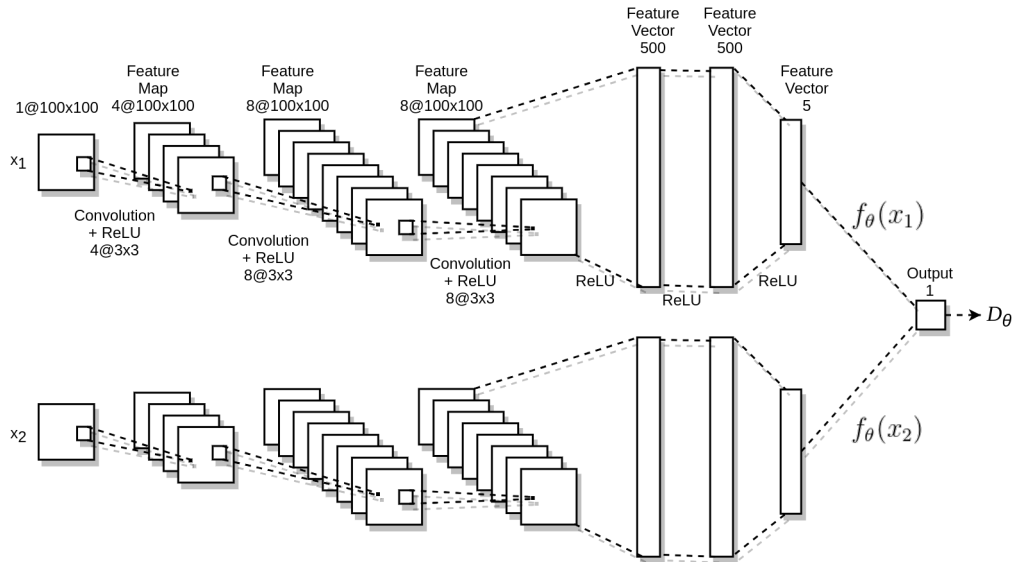 Feature
Vector
500
Feature
Vector
500
Feature
Map
4@100x100
Feature
Map
8@100x100
Feature
Map
8@100x100
Feature
Vector
5
1@100x100
x1
Convolution
+ ReLU
4@3x3
Convolution
+ ReLU
8@3x3
Convolution
+ ReLU
8@3x3
ReLU
ReLU
ReLU
fθ(x1)
Output
1
Dθ
x2
fθ(x2)